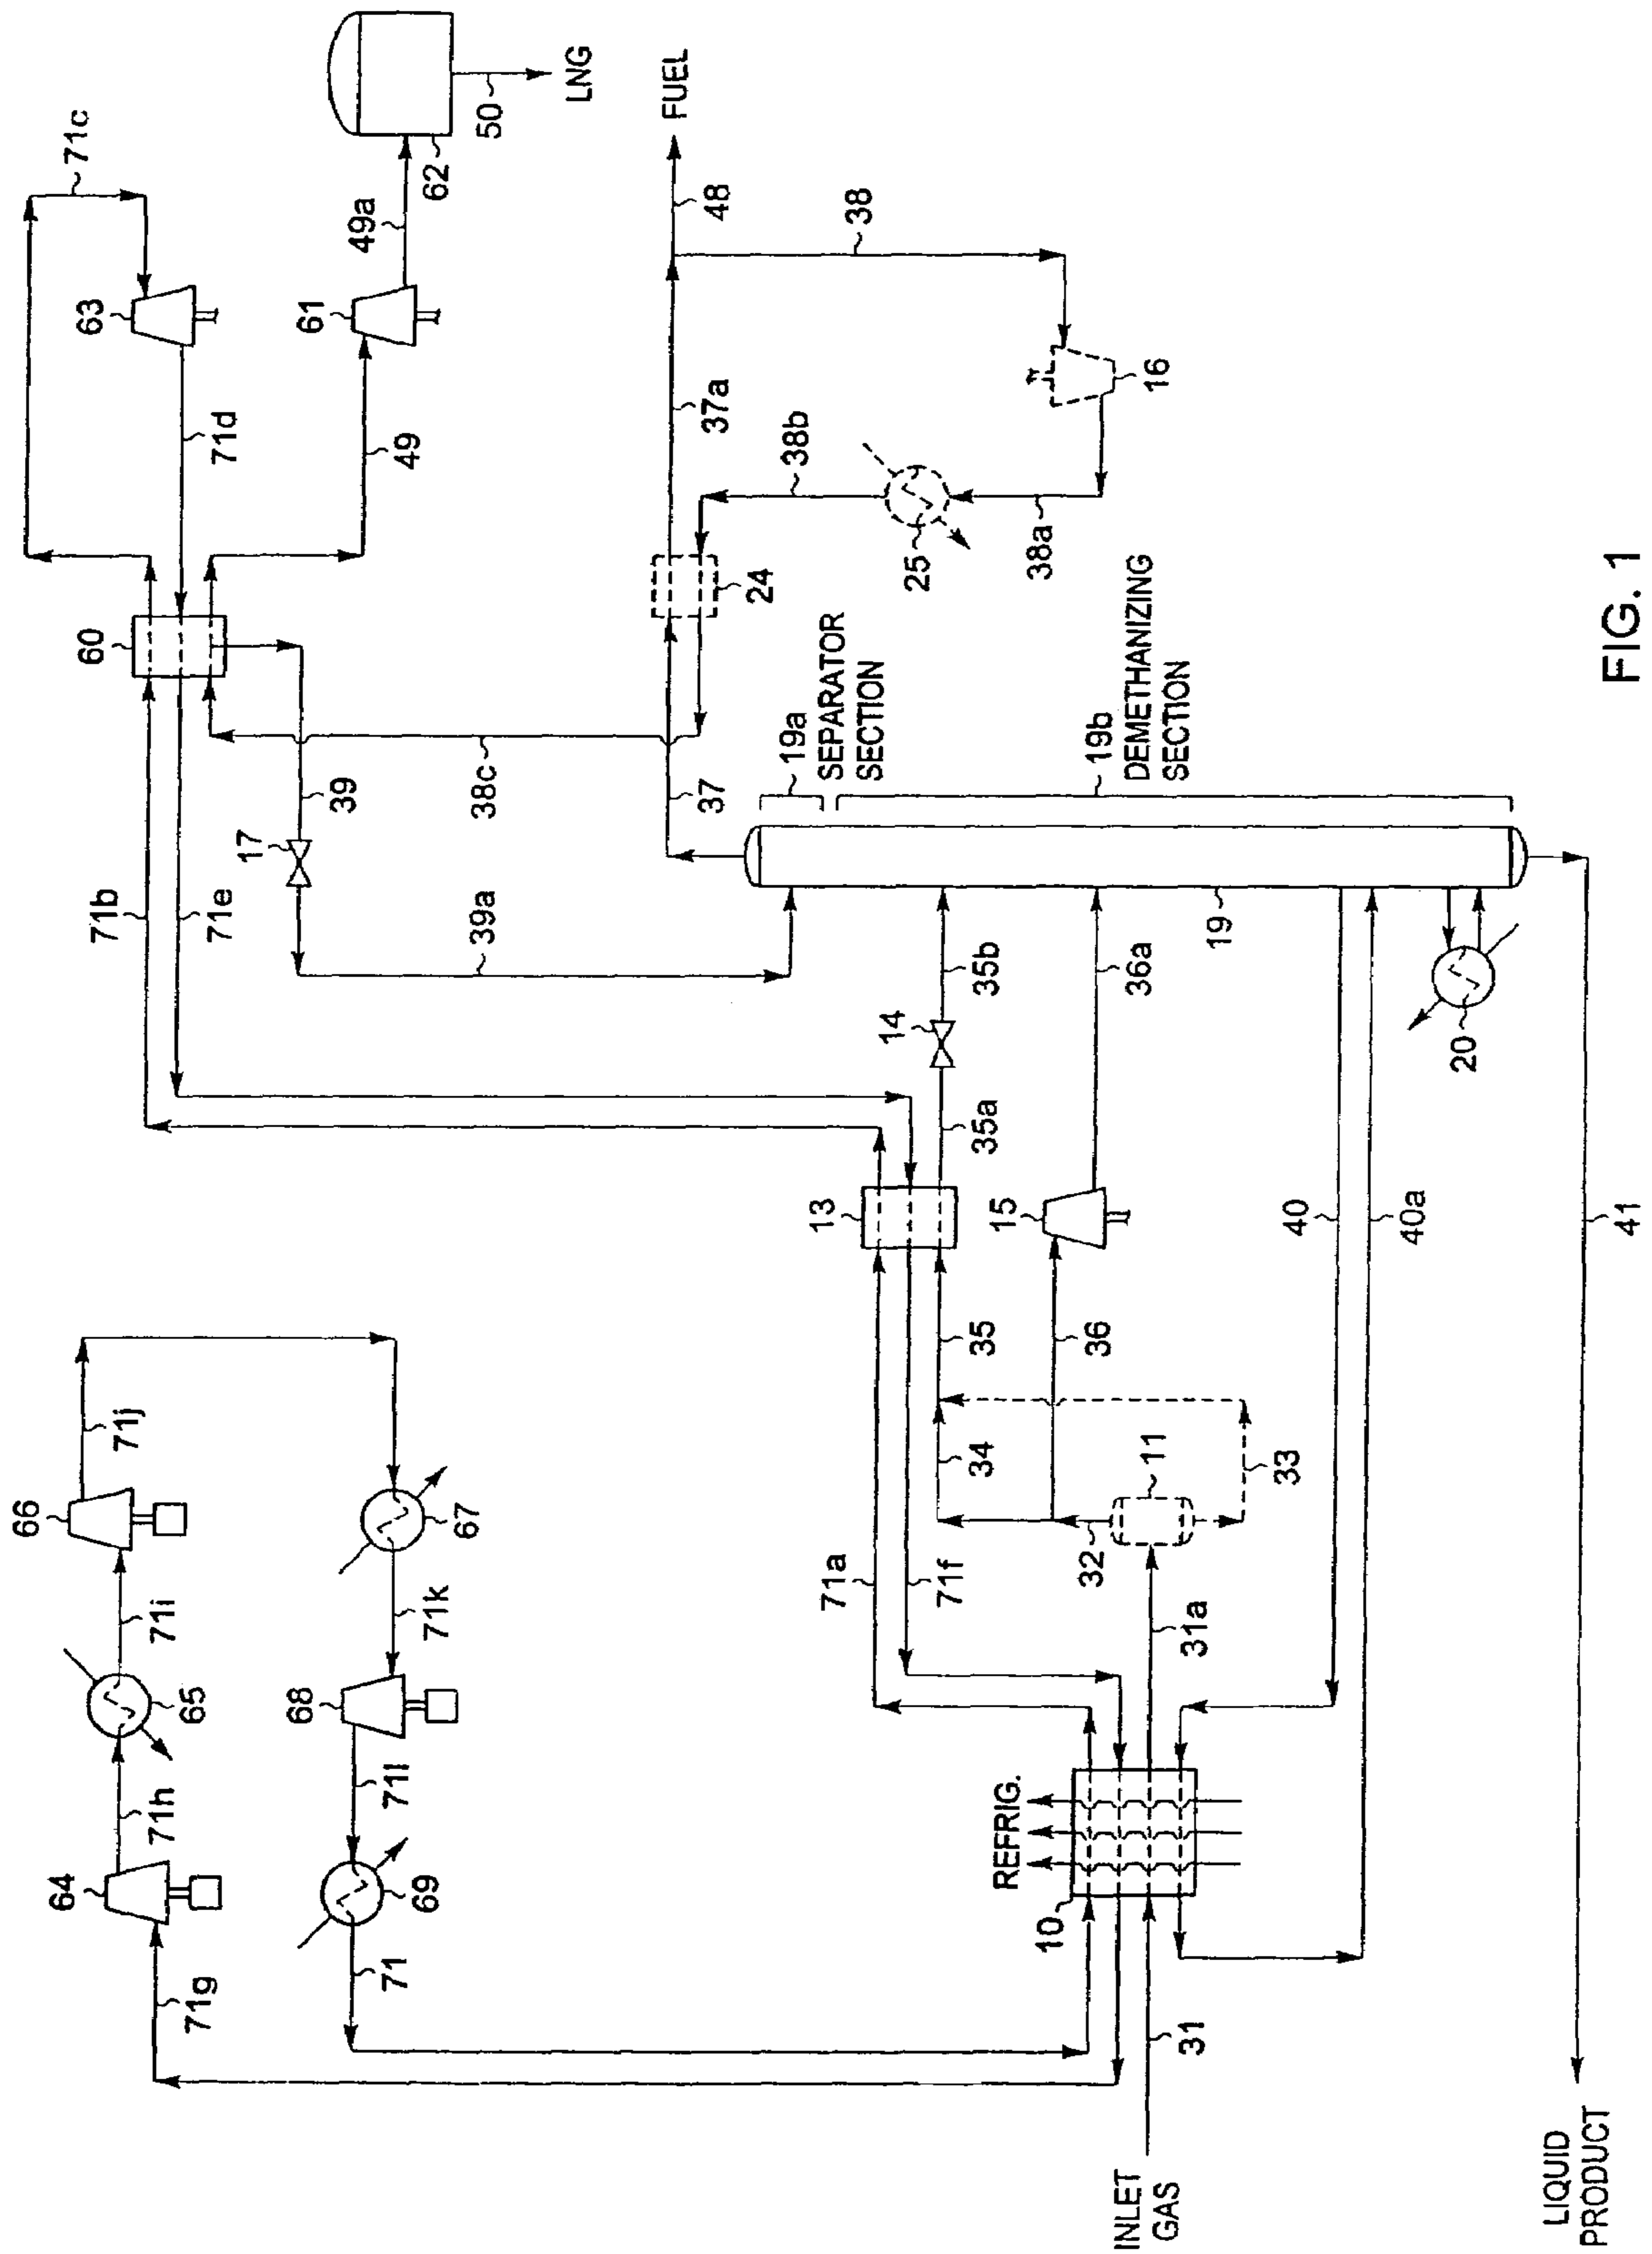 71c
63
71d
60
61
49a
62
50
LNG
49
71b
71e
39
17
39a
38c
37
24
37a
48
FUEL
38
16
38b
25
38a
19a
SEPARATOR
SECTION
19b
DEMETHANIZING
SECTION
19
35b
14
35a
36a
20
13
15
35
36
34
11
33
32
31a
71a
71f
40
40a
41
66
71j
71i
65
67
71k
71h
64
68
71l
69
71g
71
REFRIG.
10
31
INLET
GAS
LIQUID
PRODUCT
FIG. 1